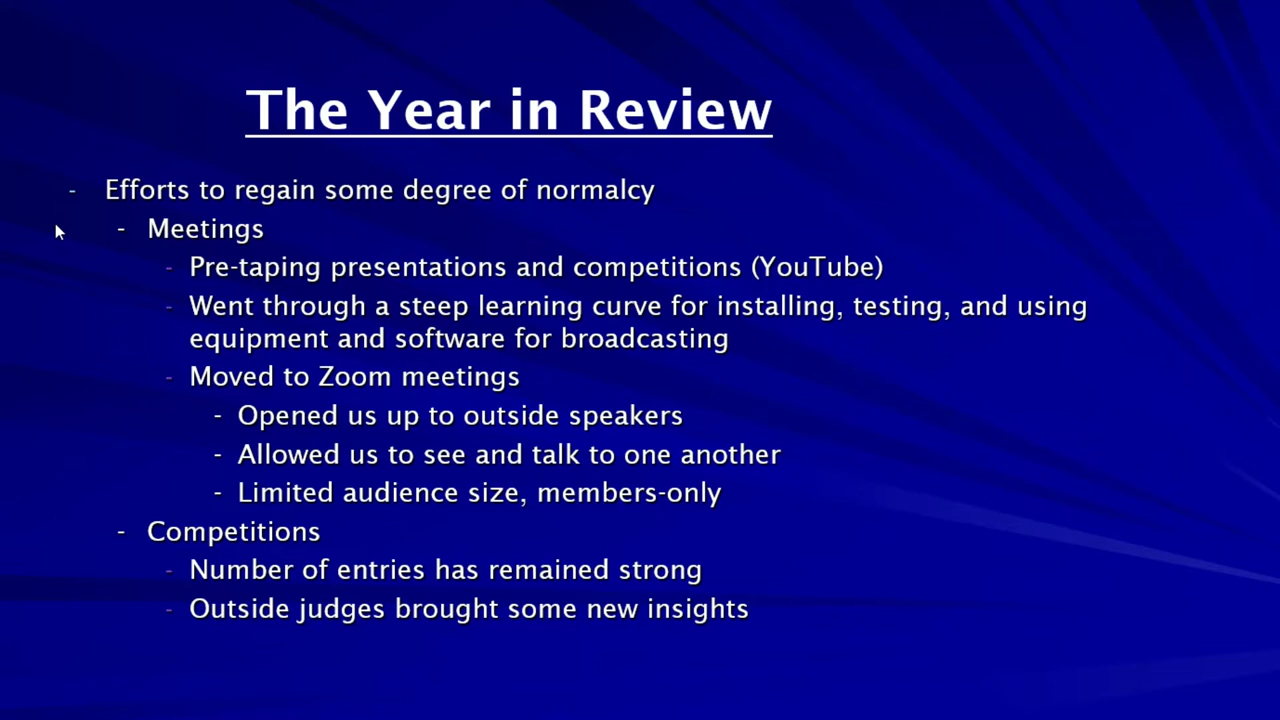 The Year in Review
- Efforts to regain some degree of normalcy
- Meetings
- Pre-taping presentations and competitions (YouTube)
- Went through a steep learning curve for installing, testing, and using
equipment and software for broadcasting
- Moved to Zoom meetings
- Opened us up to outside speakers
- Allowed us to see and talk to one another
- Limited audience size, members-only
- Competitions
- Number of entries has remained strong
- Outside judges brought some new insights